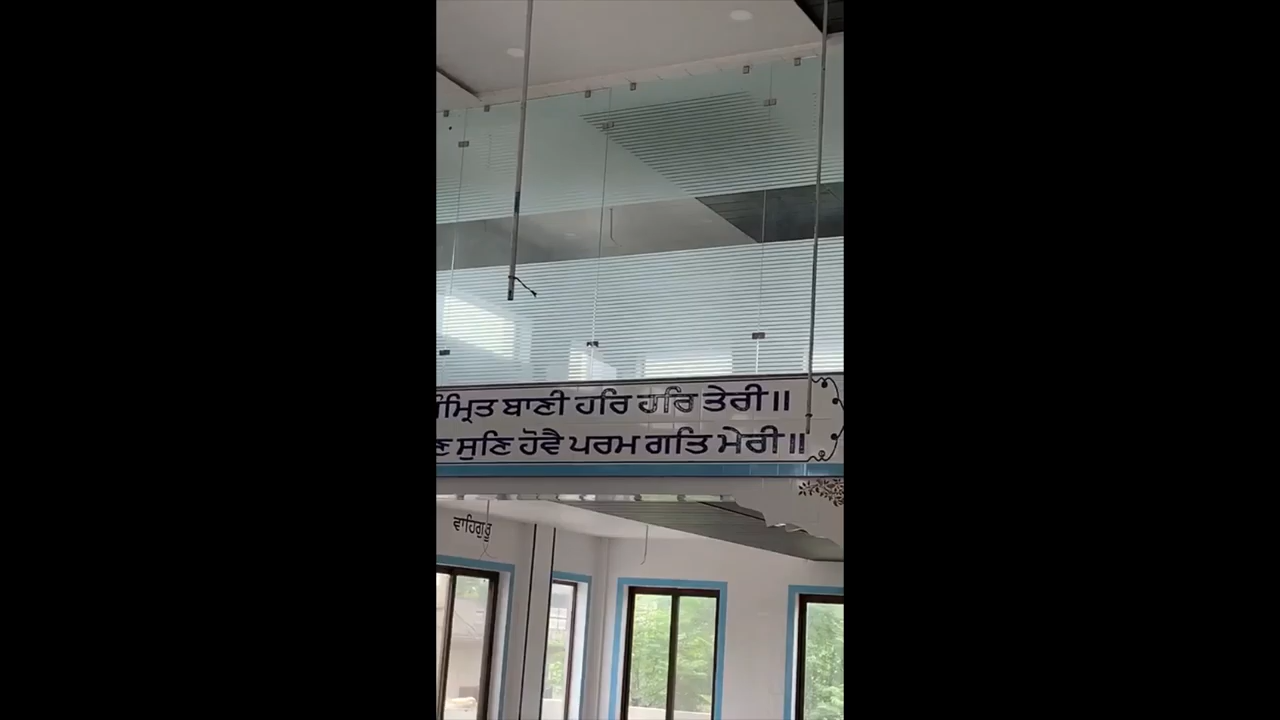 ਅੰਮ੍ਰਿਤ ਬਾਣੀ ਹਰਿ ਹਰਿ ਤੇਰੀ॥
ਸੁਣਿ ਹੋਵੈ ਪਰਮ ਗਤਿ ਮੇਰੀ॥
ਵਾਹਿਗੁਰੂ